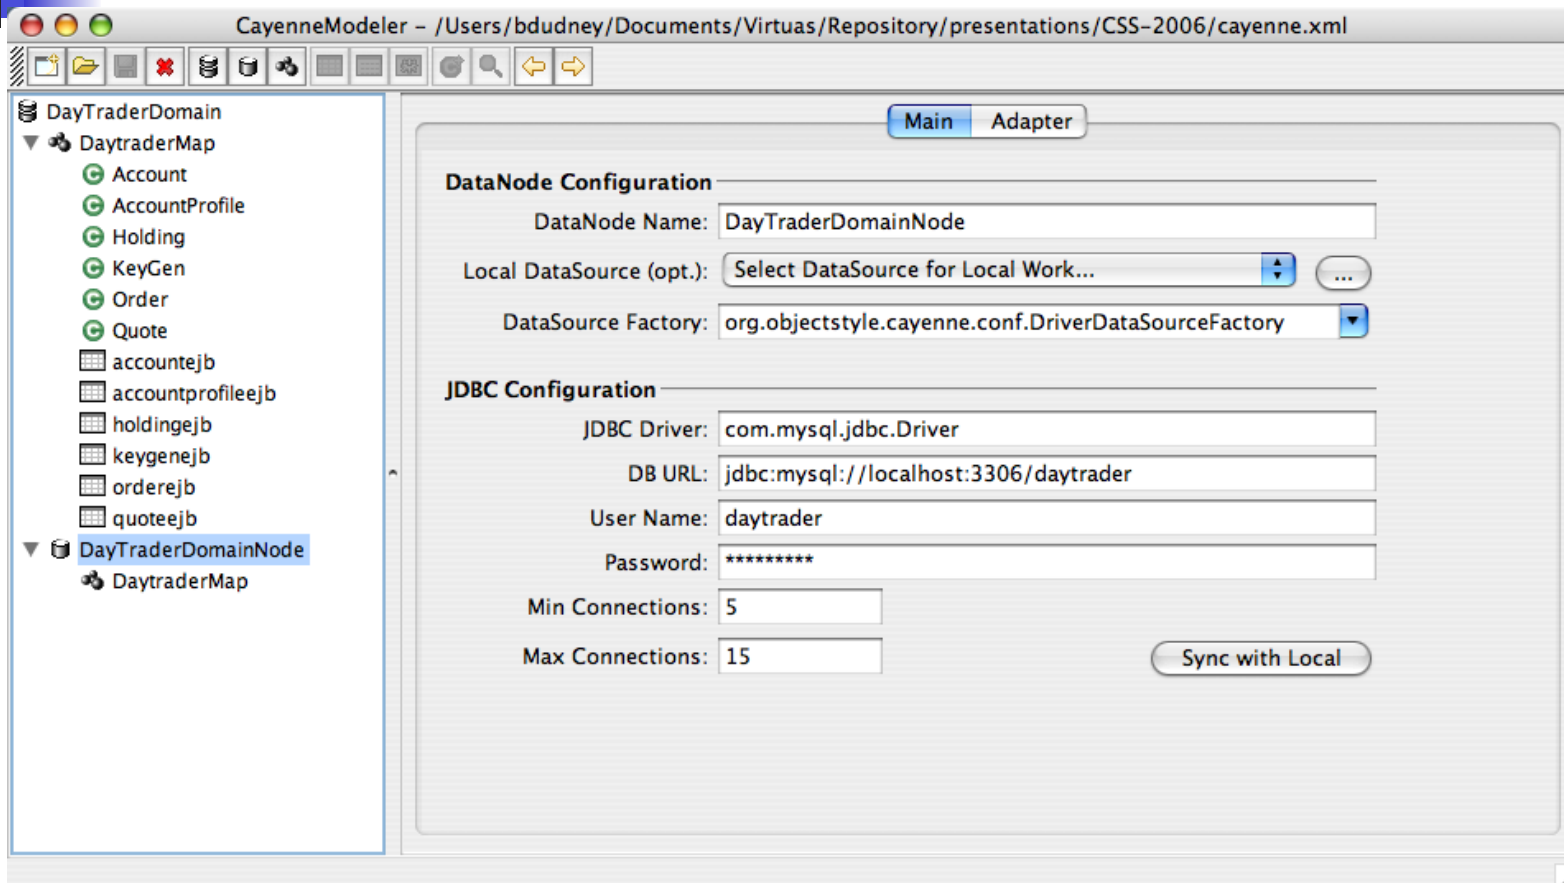 CayenneModeler – /Users/bdudney/Documents/Virtuas/Repository/presentations/CSS-2006/cayenne.xml
DayTraderDomain
DaytraderMap
Account
AccountProfile
Holding
KeyGen
Order
Quote
accountejb
accountprofileejb
holdingejb
keygenejb
orderejb
quoteejb
DayTraderDomainNode
DaytraderMap
Main Adapter
DataNode Configuration
DataNode Name: DayTraderDomainNode
Local DataSource (opt.): Select DataSource for Local Work... ...
DataSource Factory: org.objectstyle.cayenne.conf.DriverDataSourceFactory
JDBC Configuration
JDBC Driver: com.mysql.jdbc.Driver
DB URL: jdbc:mysql://localhost:3306/daytrader
User Name: daytrader
Password: *********
Min Connections: 5
Max Connections: 15
Sync with Local